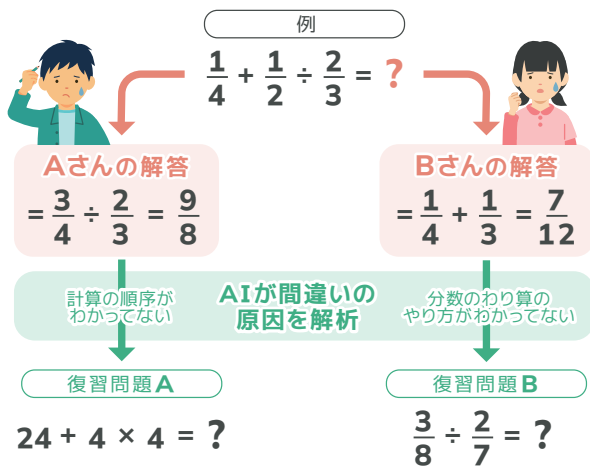 例
1/4 + 1/2 ÷ 2/3 = ?
Aさんの解答
= 3/4 ÷ 2/3 = 9/8
Bさんの解答
= 1/4 + 1/3 = 7/12
計算の順序が
わかってない
AIが間違いの
原因を解析
分数のわり算の
やり方がわかってない
復習問題A
24 + 4 × 4 = ?
復習問題B
3/8 ÷ 2/7 = ?